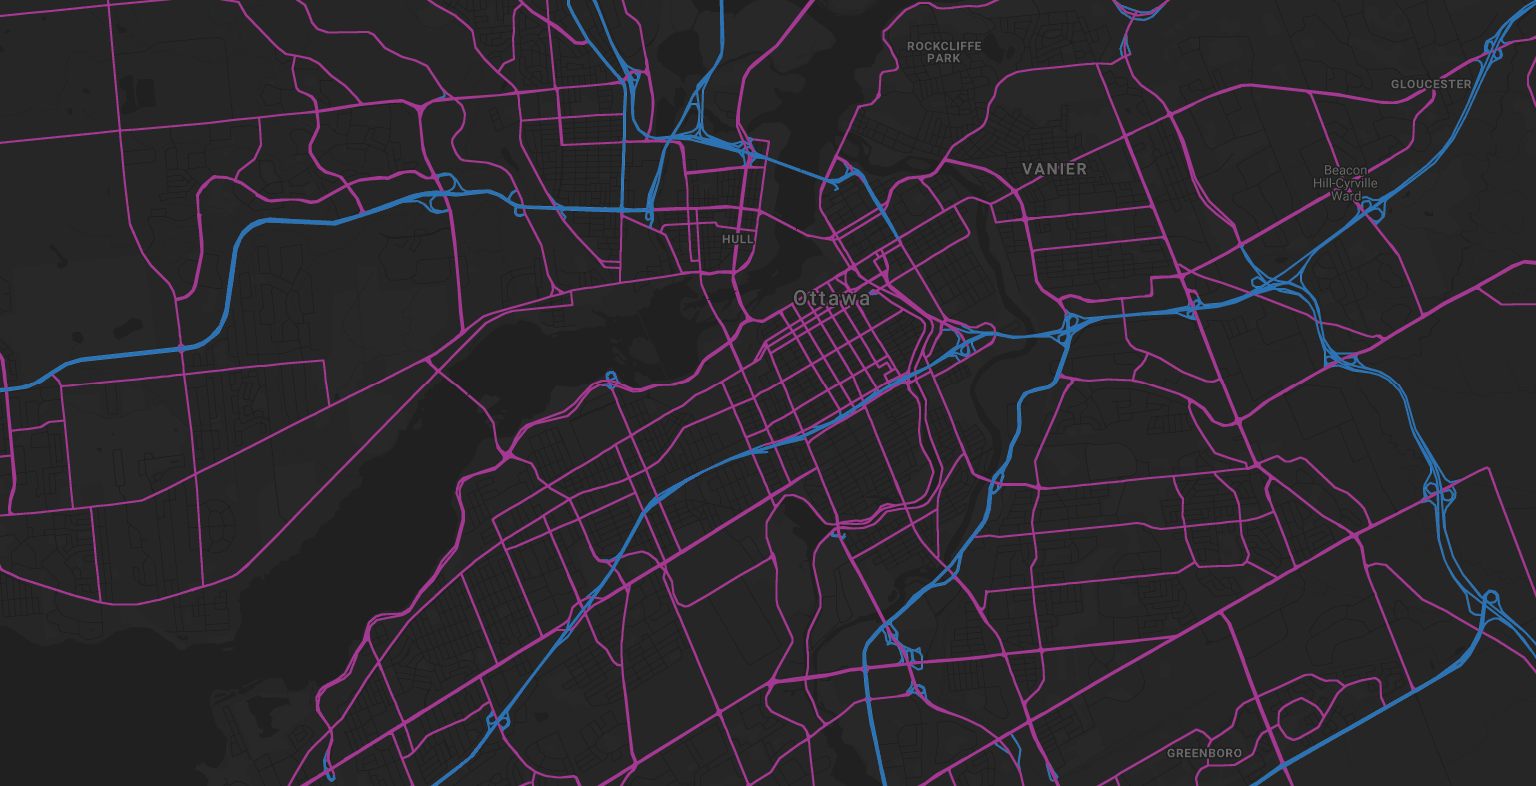 ROCKCLIFFE
PARK
GLOUCESTER
VANIER
Beacon
Hill-Cyrville
Ward
HULL
Ottawa
GREENBORO